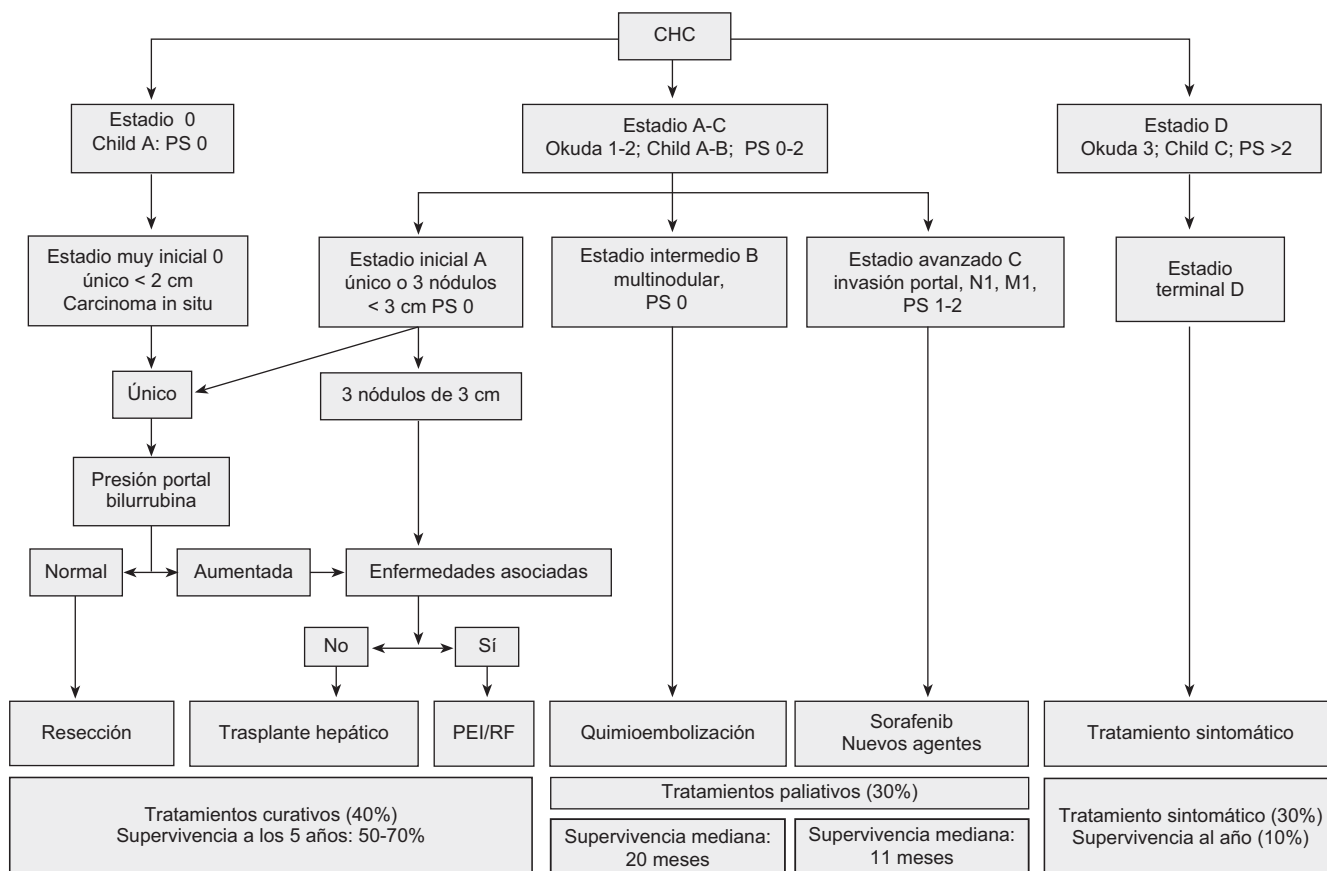 CHC
Estadio 0
Child A: PS 0
Estadio A-C
Okuda 1-2; Child A-B; PS 0-2
Estadio D
Okuda 3; Child C; PS >2
Estadio muy inicial 0
único < 2 cm
Carcinoma in situ
Estadio inicial A
único o 3 nódulos
< 3 cm PS 0
Estadio intermedio B
multinodular,
PS 0
Estadio avanzado C
invasión portal, N1, M1,
PS 1-2
Estadio
terminal D
Único
3 nódulos de 3 cm
Presión portal
bilurrubina
Normal
Aumentada
Enfermedades asociadas
No
Sí
Resección
Trasplante hepático
PEI/RF
Quimioembolización
Sorafenib
Nuevos agentes
Tratamiento sintomático
Tratamientos curativos (40%)
Supervivencia a los 5 años: 50-70%
Tratamientos paliativos (30%)
Supervivencia mediana:
20 meses
Supervivencia mediana:
11 meses
Tratamiento sintomático (30%)
Supervivencia al año (10%)